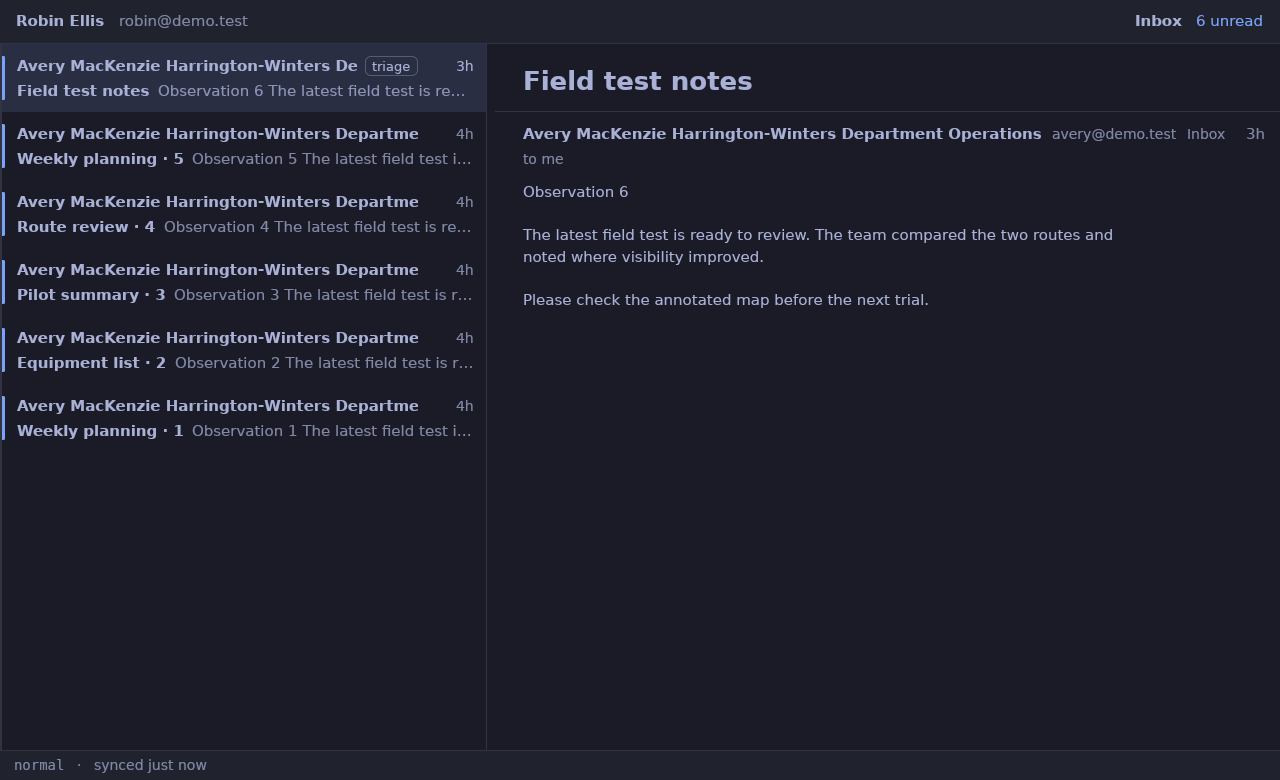 Robin Ellis robin@demo.test Inbox 6 unread
Avery MacKenzie Harrington-Winters De triage 3h
Field test notes Observation 6 The latest field test is re…
Avery MacKenzie Harrington-Winters Departme 4h
Weekly planning · 5 Observation 5 The latest field test i…
Avery MacKenzie Harrington-Winters Departme 4h
Route review · 4 Observation 4 The latest field test is re…
Avery MacKenzie Harrington-Winters Departme 4h
Pilot summary · 3 Observation 3 The latest field test is r…
Avery MacKenzie Harrington-Winters Departme 4h
Equipment list · 2 Observation 2 The latest field test is r…
Avery MacKenzie Harrington-Winters Departme 4h
Weekly planning · 1 Observation 1 The latest field test i…
Field test notes
Avery MacKenzie Harrington-Winters Department Operations avery@demo.test Inbox 3h
to me
Observation 6
The latest field test is ready to review. The team compared the two routes and
noted where visibility improved.
Please check the annotated map before the next trial.
normal · synced just now